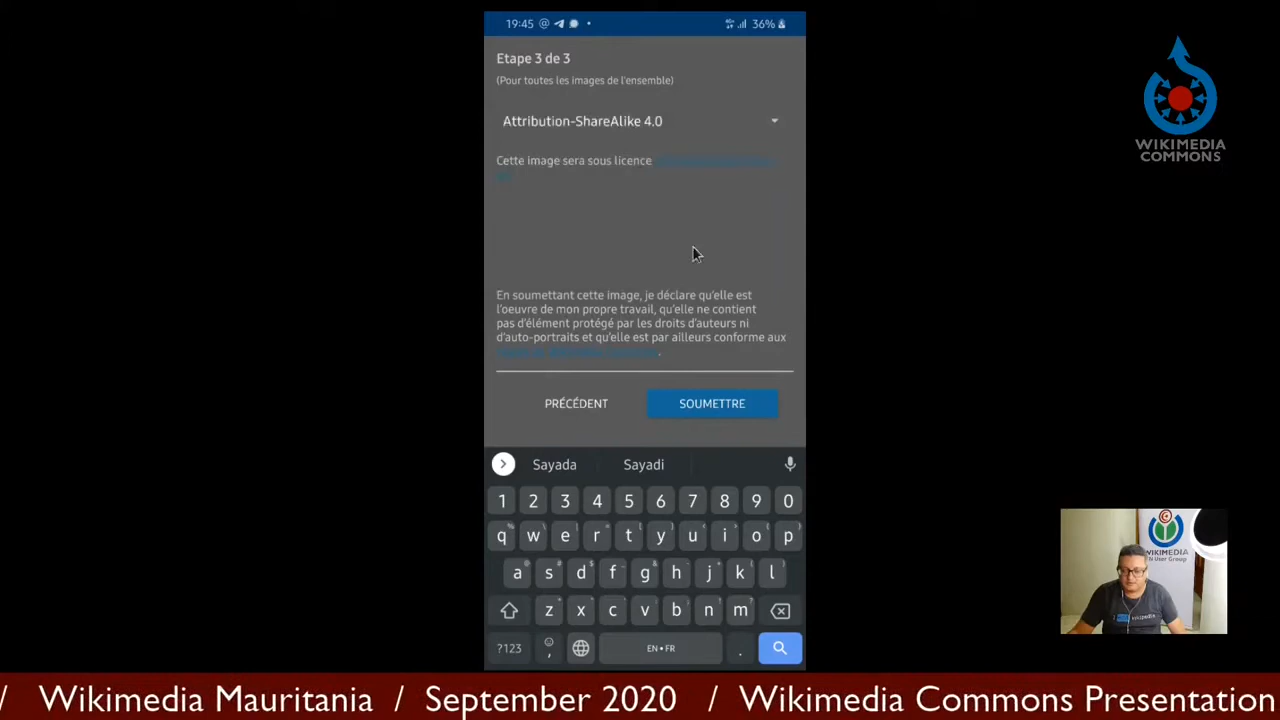 19:45 @ 36%
Etape 3 de 3
(Pour toutes les images de l'ensemble)
Attribution-ShareAlike 4.0
Cette image sera sous licence
En soumettant cette image, je déclare qu'elle est
l'oeuvre de mon propre travail, qu'elle ne contient
pas d'élément protégé par les droits d'auteurs ni
d'auto-portraits et qu'elle est par ailleurs conforme aux
PRÉCÉDENT SOUMETTRE
Sayada Sayadi
1 2 3 4 5 6 7 8 9 0
q w e r t y u i o p
a s d f g h j k l
z x c v b n m
?123 , EN•FR .
WIKIMEDIA
COMMONS
WIKIMEDIA
TN User Group
/ Wikimedia Mauritania / September 2020 / Wikimedia Commons Presentation